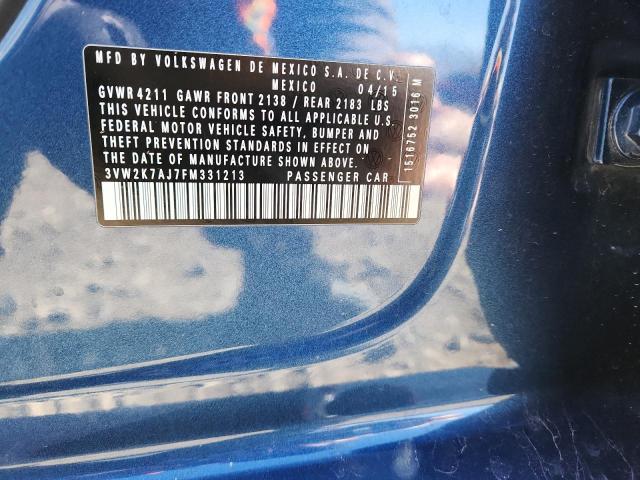 MFD BY VOLKSWAGEN DE MEXICO S.A. DE C.V.
MEXICO 04/15
GVWR 4211 GAWR FRONT 2138 / REAR 2183 LBS
THIS VEHICLE CONFORMS TO ALL APPLICABLE U.S.
FEDERAL MOTOR VEHICLE SAFETY, BUMPER AND
THEFT PREVENTION STANDARDS IN EFFECT ON
THE DATE OF MANUFACTURE SHOWN ABOVE.
3VW2K7AJ7FM331213 PASSENGER CAR
1516752 3016 M